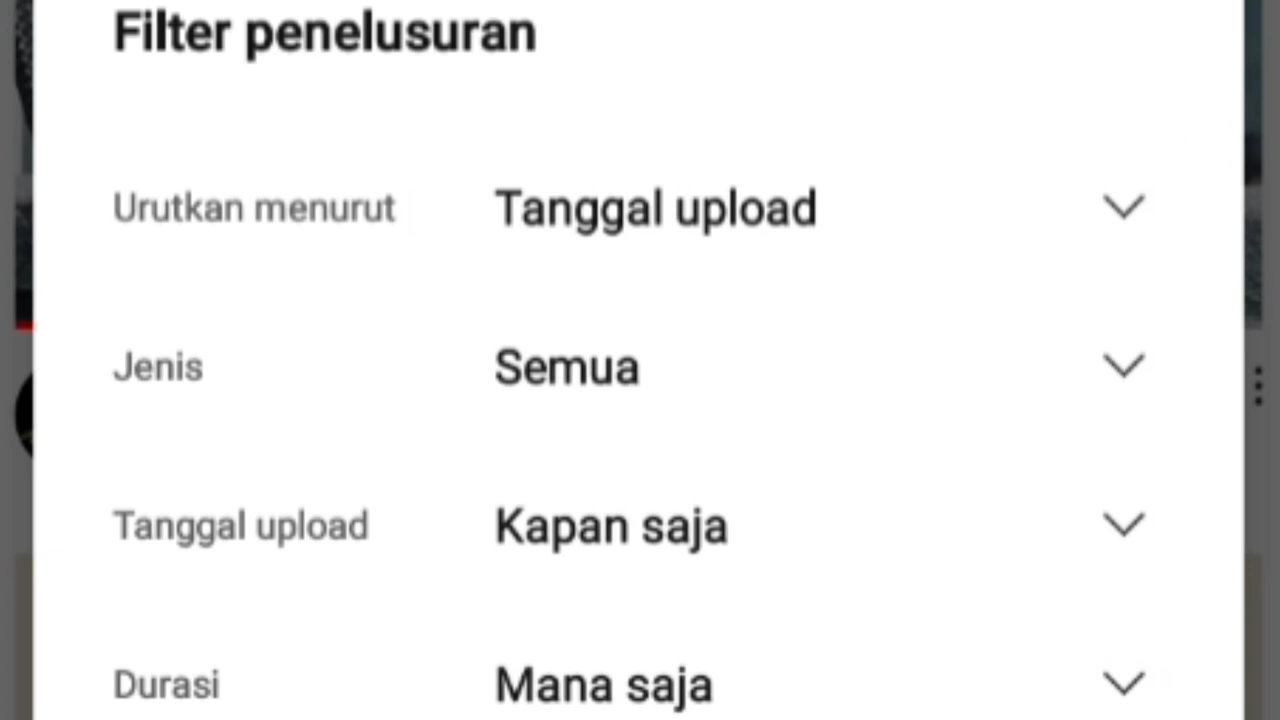 Filter penelusuran
Urutkan menurut Tanggal upload
Jenis Semua
Tanggal upload Kapan saja
Durasi Mana saja